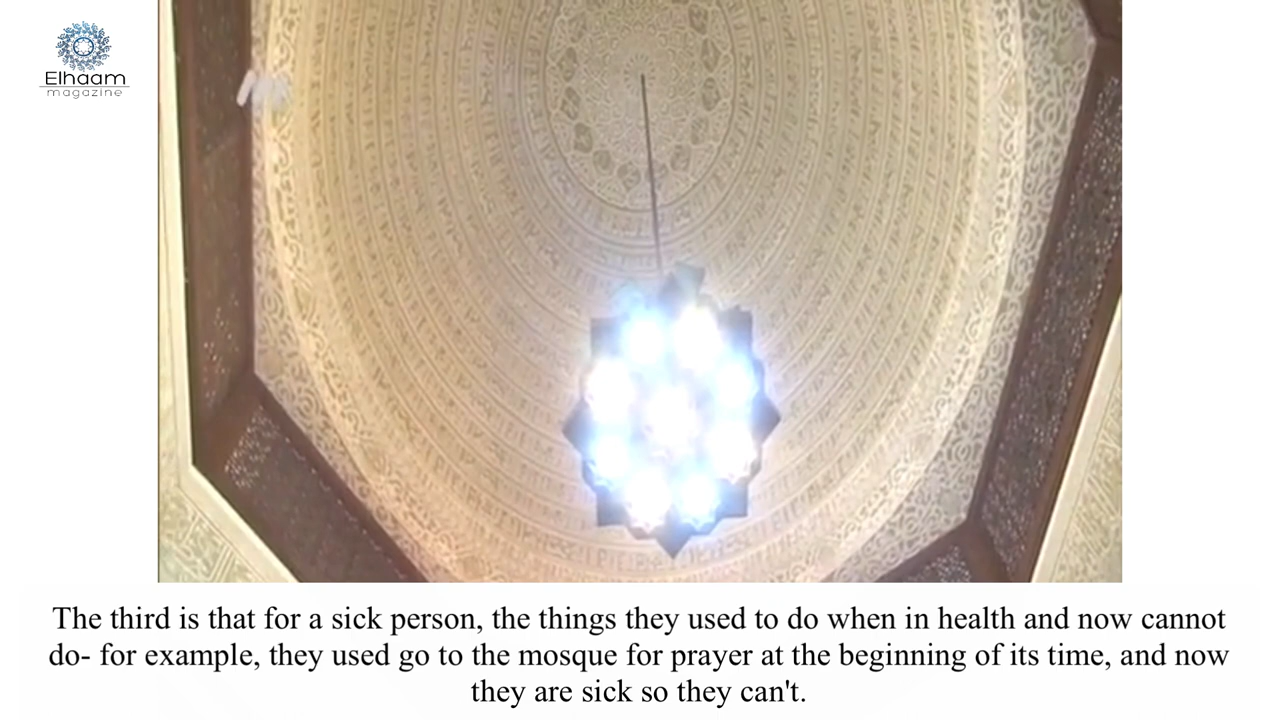 Elhaam
magazine
The third is that for a sick person, the things they used to do when in health and now cannot
do- for example, they used go to the mosque for prayer at the beginning of its time, and now
they are sick so they can't.